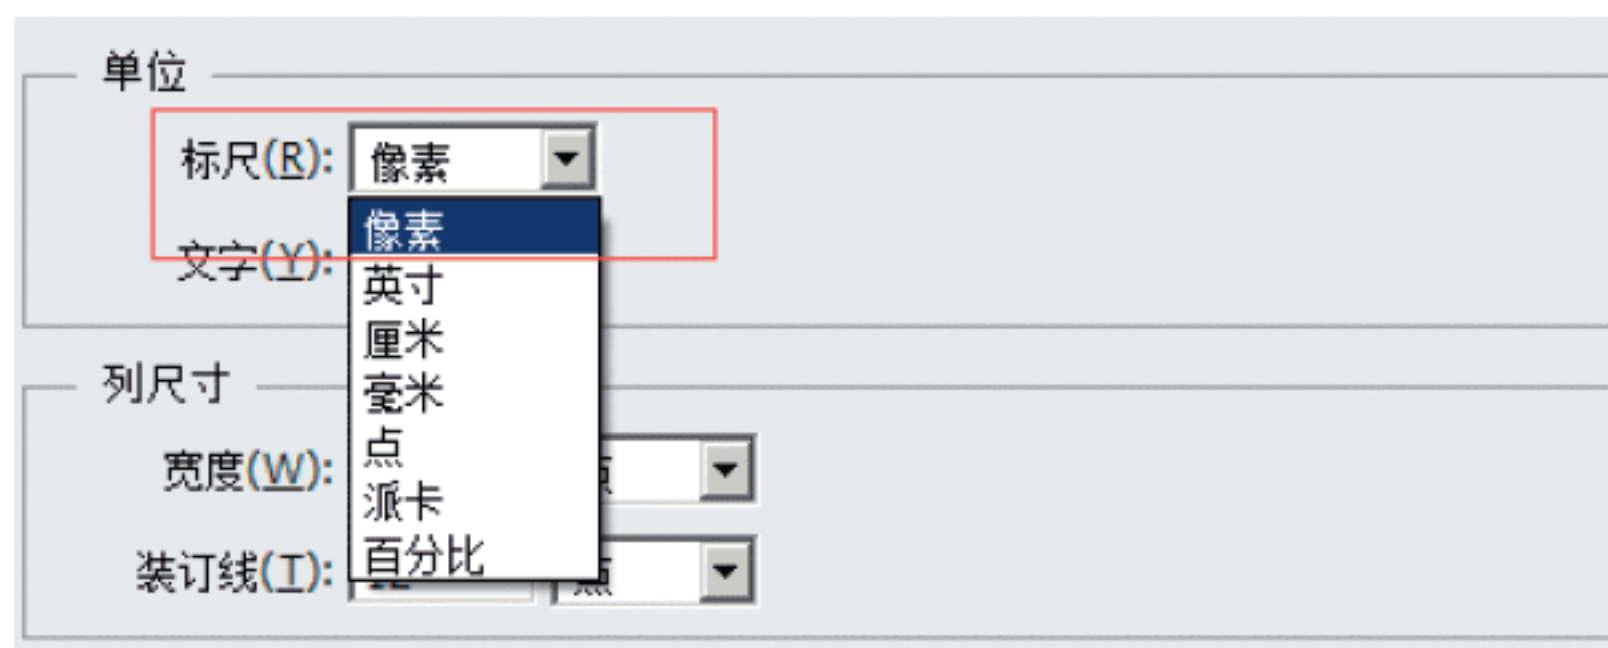 单位
标尺(R): 像素
像素
文字(Y):
英寸
厘米
毫米
点
派卡
百分比
列尺寸
宽度(W):
装订线(T): 点